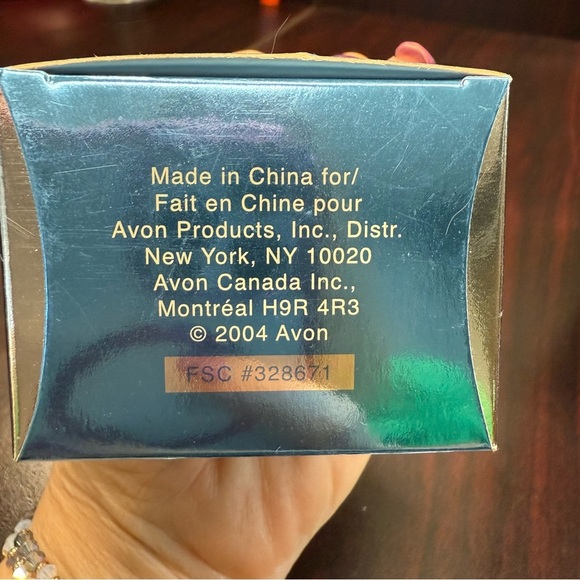 Made in China for/
Fait en Chine pour
Avon Products, Inc., Distr.
New York, NY 10020
Avon Canada Inc.,
Montréal H9R 4R3
© 2004 Avon
FSC #328671